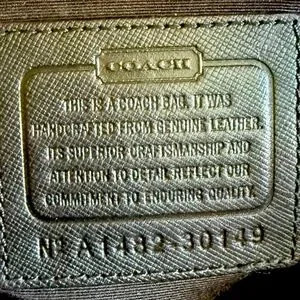 COACH
THIS IS A COACH BAG. IT WAS
HANDCRAFTED FROM GENUINE LEATHER.
ITS SUPERIOR CRAFTSMANSHIP AND
ATTENTION TO DETAIL REFLECT OUR
COMMITMENT TO ENDURING QUALITY.
Nº A1482-30149